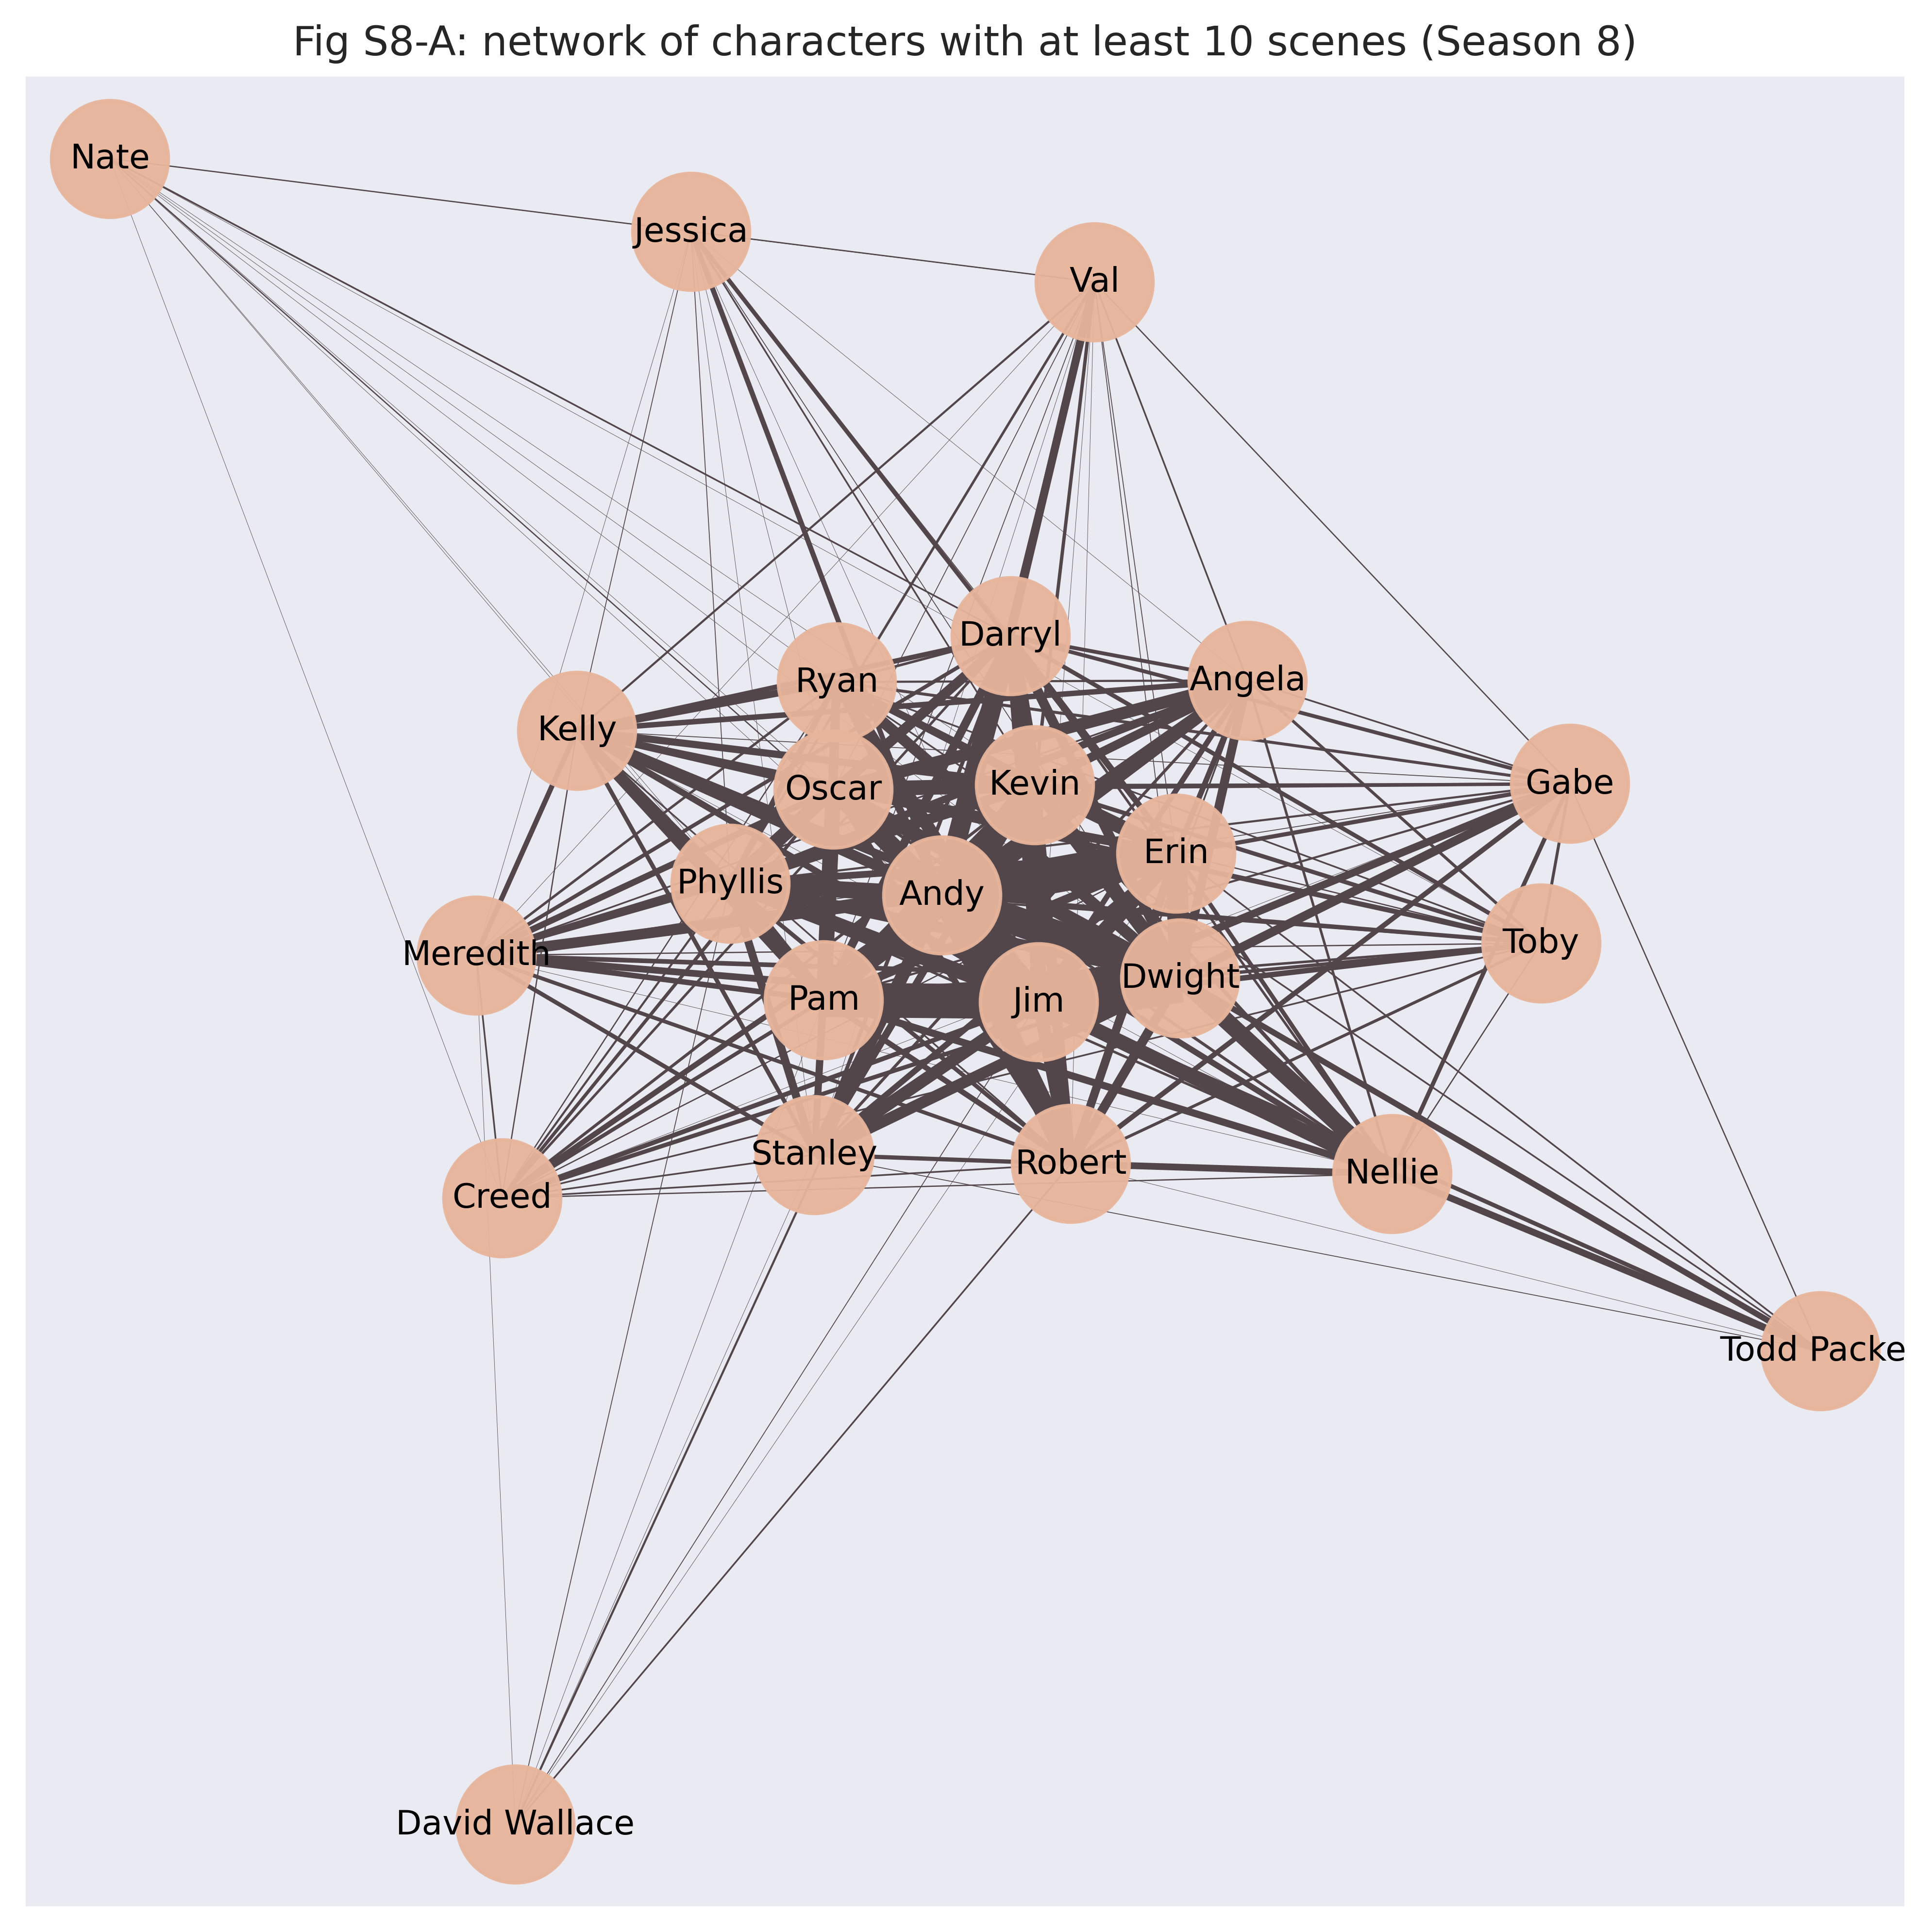 Fig S8-A: network of characters with at least 10 scenes (Season 8)
Nate
Jessica
Val
Darryl
Ryan
Angela
Kelly
Oscar
Kevin
Gabe
Erin
Phyllis
Andy
Meredith
Toby
Dwight
Pam
Jim
Stanley
Robert
Nellie
Creed
Todd Packe
David Wallace